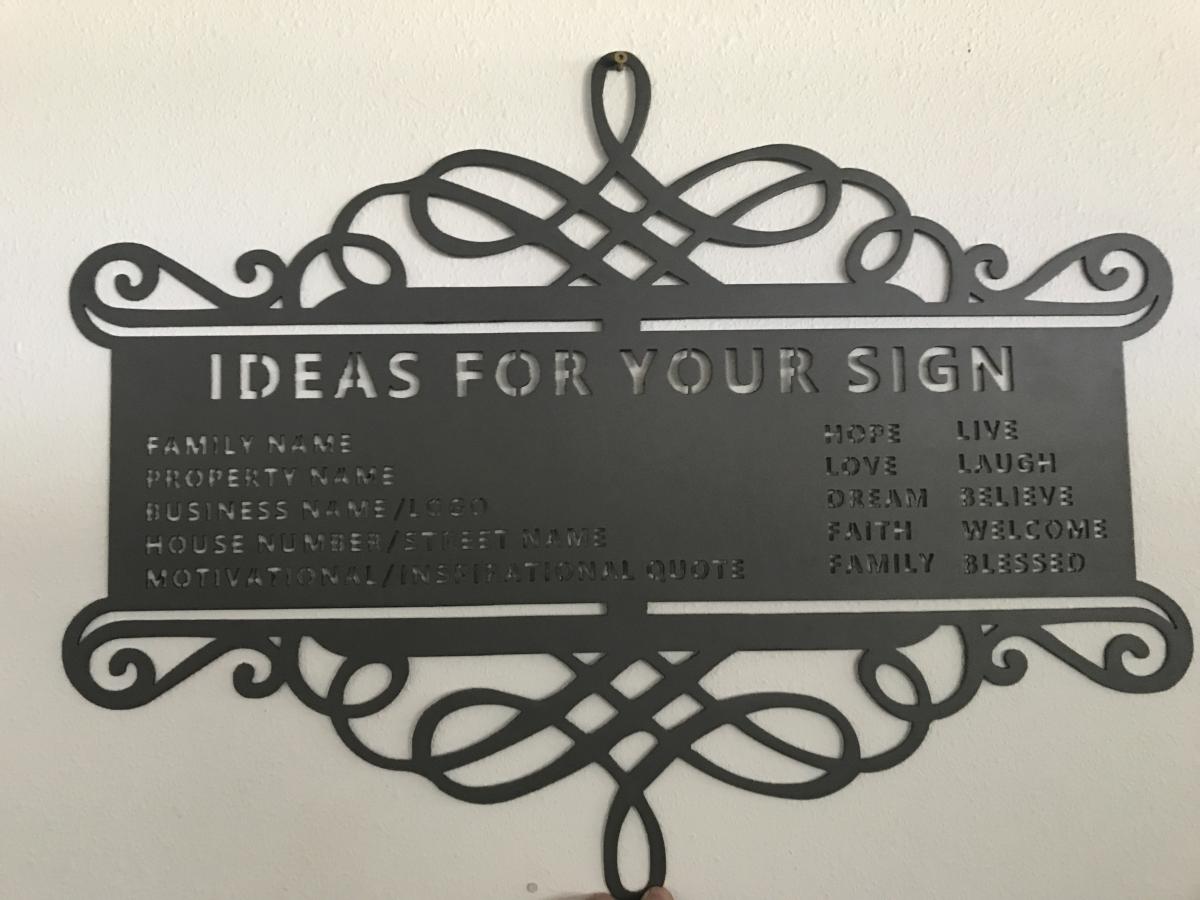 IDEAS FOR YOUR SIGN
FAMILY NAME
PROPERTY NAME
BUSINESS NAME/LOGO
HOUSE NUMBER/STREET NAME
MOTIVATIONAL/INSPIRATIONAL QUOTE
HOPE LIVE
LOVE LAUGH
DREAM BELIEVE
FAITH WELCOME
FAMILY BLESSED